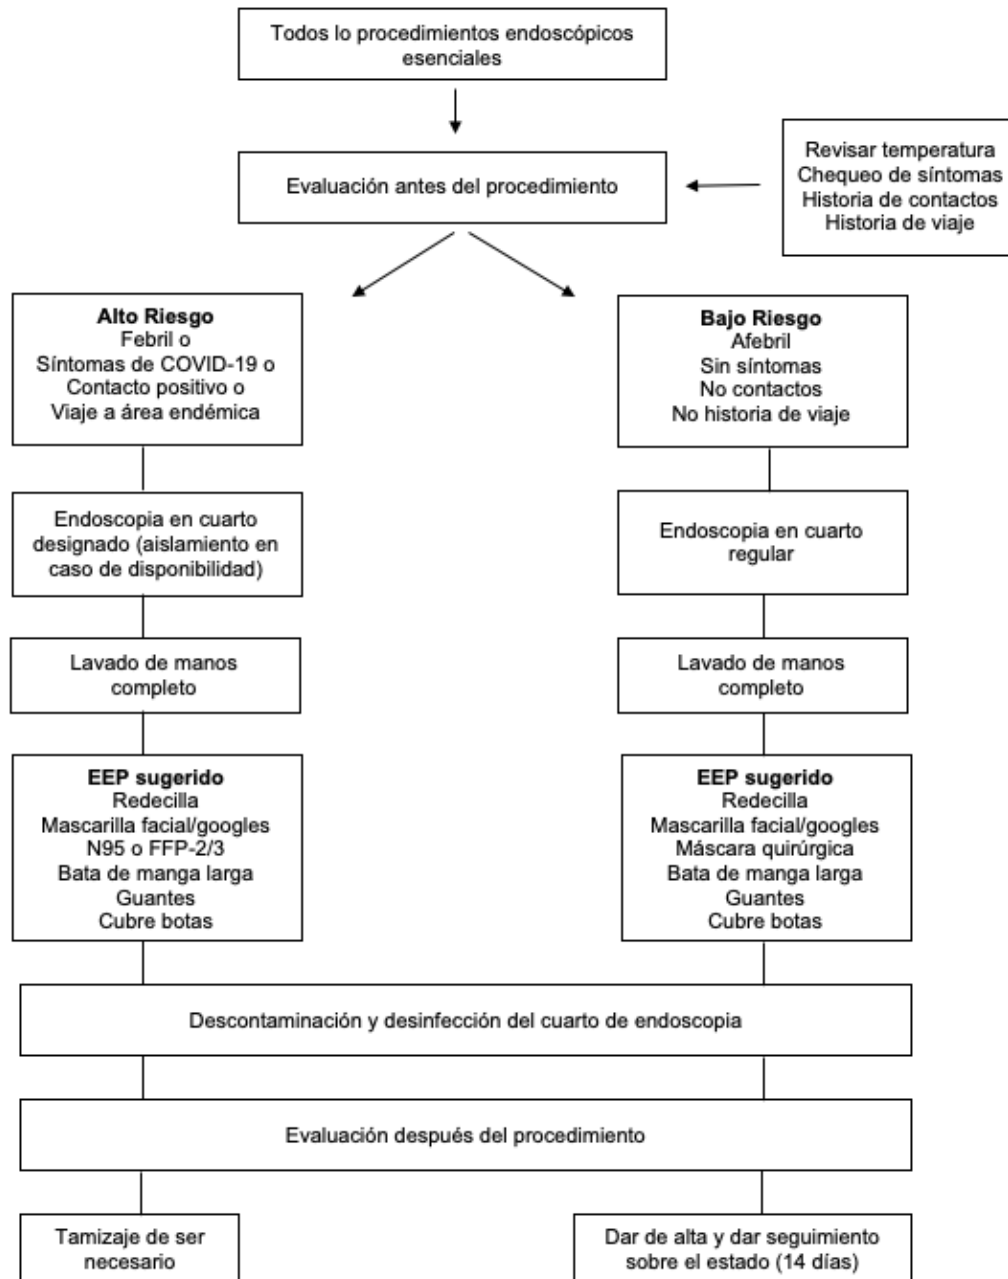 Todos lo procedimientos endoscópicos
esenciales
Evaluación antes del procedimiento
Revisar temperatura
Chequeo de síntomas
Historia de contactos
Historia de viaje
Alto Riesgo
Febril o
Síntomas de COVID-19 o
Contacto positivo o
Viaje a área endémica
Bajo Riesgo
Afebril
Sin síntomas
No contactos
No historia de viaje
Endoscopia en cuarto
designado (aislamiento en
caso de disponibilidad)
Endoscopia en cuarto
regular
Lavado de manos
completo
Lavado de manos
completo
EEP sugerido
Redecilla
Mascarilla facial/googles
N95 o FFP-2/3
Bata de manga larga
Guantes
Cubre botas
EEP sugerido
Redecilla
Mascarilla facial/googles
Máscara quirúrgica
Bata de manga larga
Guantes
Cubre botas
Descontaminación y desinfección del cuarto de endoscopia
Evaluación después del procedimiento
Tamizaje de ser
necesario
Dar de alta y dar seguimiento
sobre el estado (14 días)